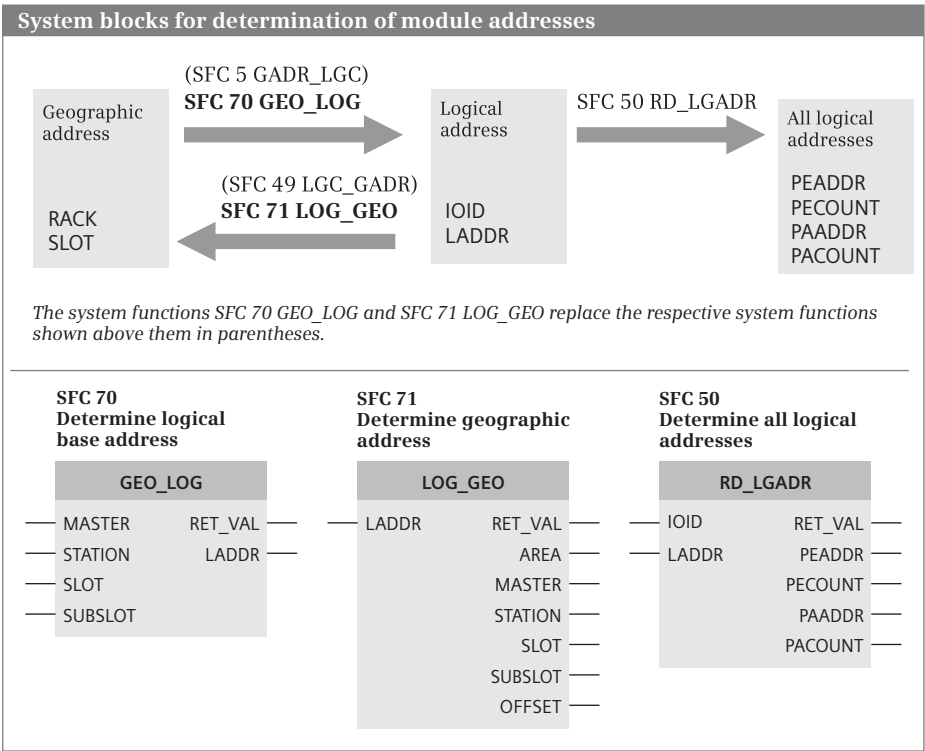 System blocks for determination of module addresses
(SFC 5 GADR_LGC)
SFC 70 GEO_LOG
Geographic
address
RACK
SLOT
(SFC 49 LGC_GADR)
SFC 71 LOG_GEO
Logical
address
IOID
LADDR
SFC 50 RD_LGADR
All logical
addresses
PEADDR
PECOUNT
PAADDR
PACOUNT
The system functions SFC 70 GEO_LOG and SFC 71 LOG_GEO replace the respective system functions
shown above them in parentheses.
SFC 70
Determine logical
base address
GEO_LOG
MASTER RET_VAL
STATION LADDR
SLOT
SUBSLOT
SFC 71
Determine geographic
address
LOG_GEO
LADDR RET_VAL
AREA
MASTER
STATION
SLOT
SUBSLOT
OFFSET
SFC 50
Determine all logical
addresses
RD_LGADR
IOID RET_VAL
LADDR PEADDR
PECOUNT
PAADDR
PACOUNT